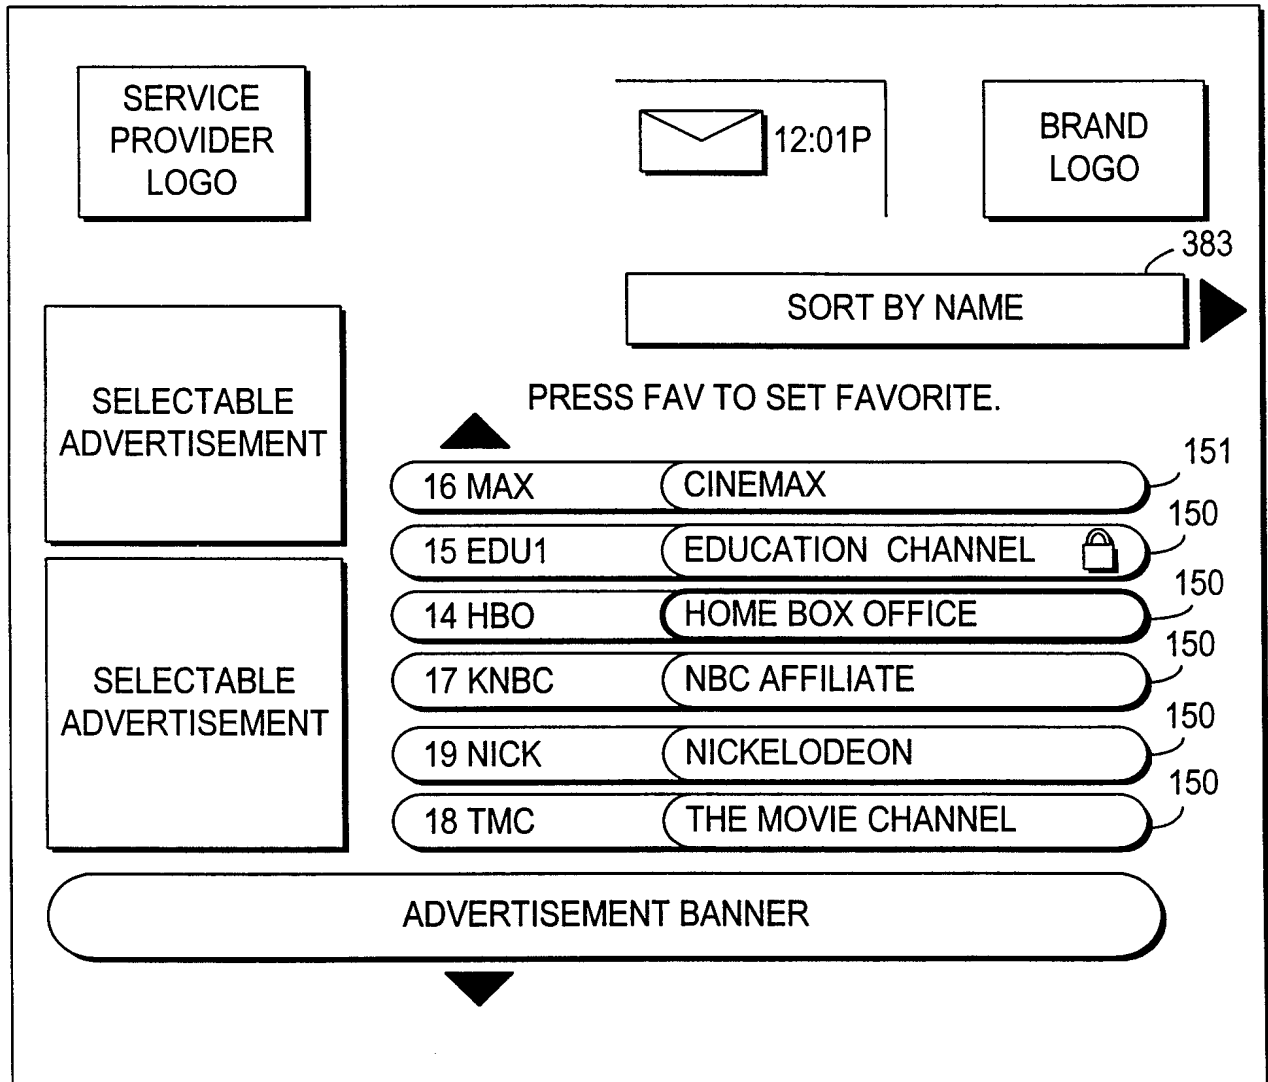 SERVICE
PROVIDER
LOGO
12:01P
BRAND
LOGO
383
SORT BY NAME
SELECTABLE
ADVERTISEMENT
PRESS FAV TO SET FAVORITE.
16 MAX CINEMAX 151
15 EDU1 EDUCATION CHANNEL 150
14 HBO HOME BOX OFFICE 150
17 KNBC NBC AFFILIATE 150
19 NICK NICKELODEON 150
18 TMC THE MOVIE CHANNEL 150
SELECTABLE
ADVERTISEMENT
ADVERTISEMENT BANNER